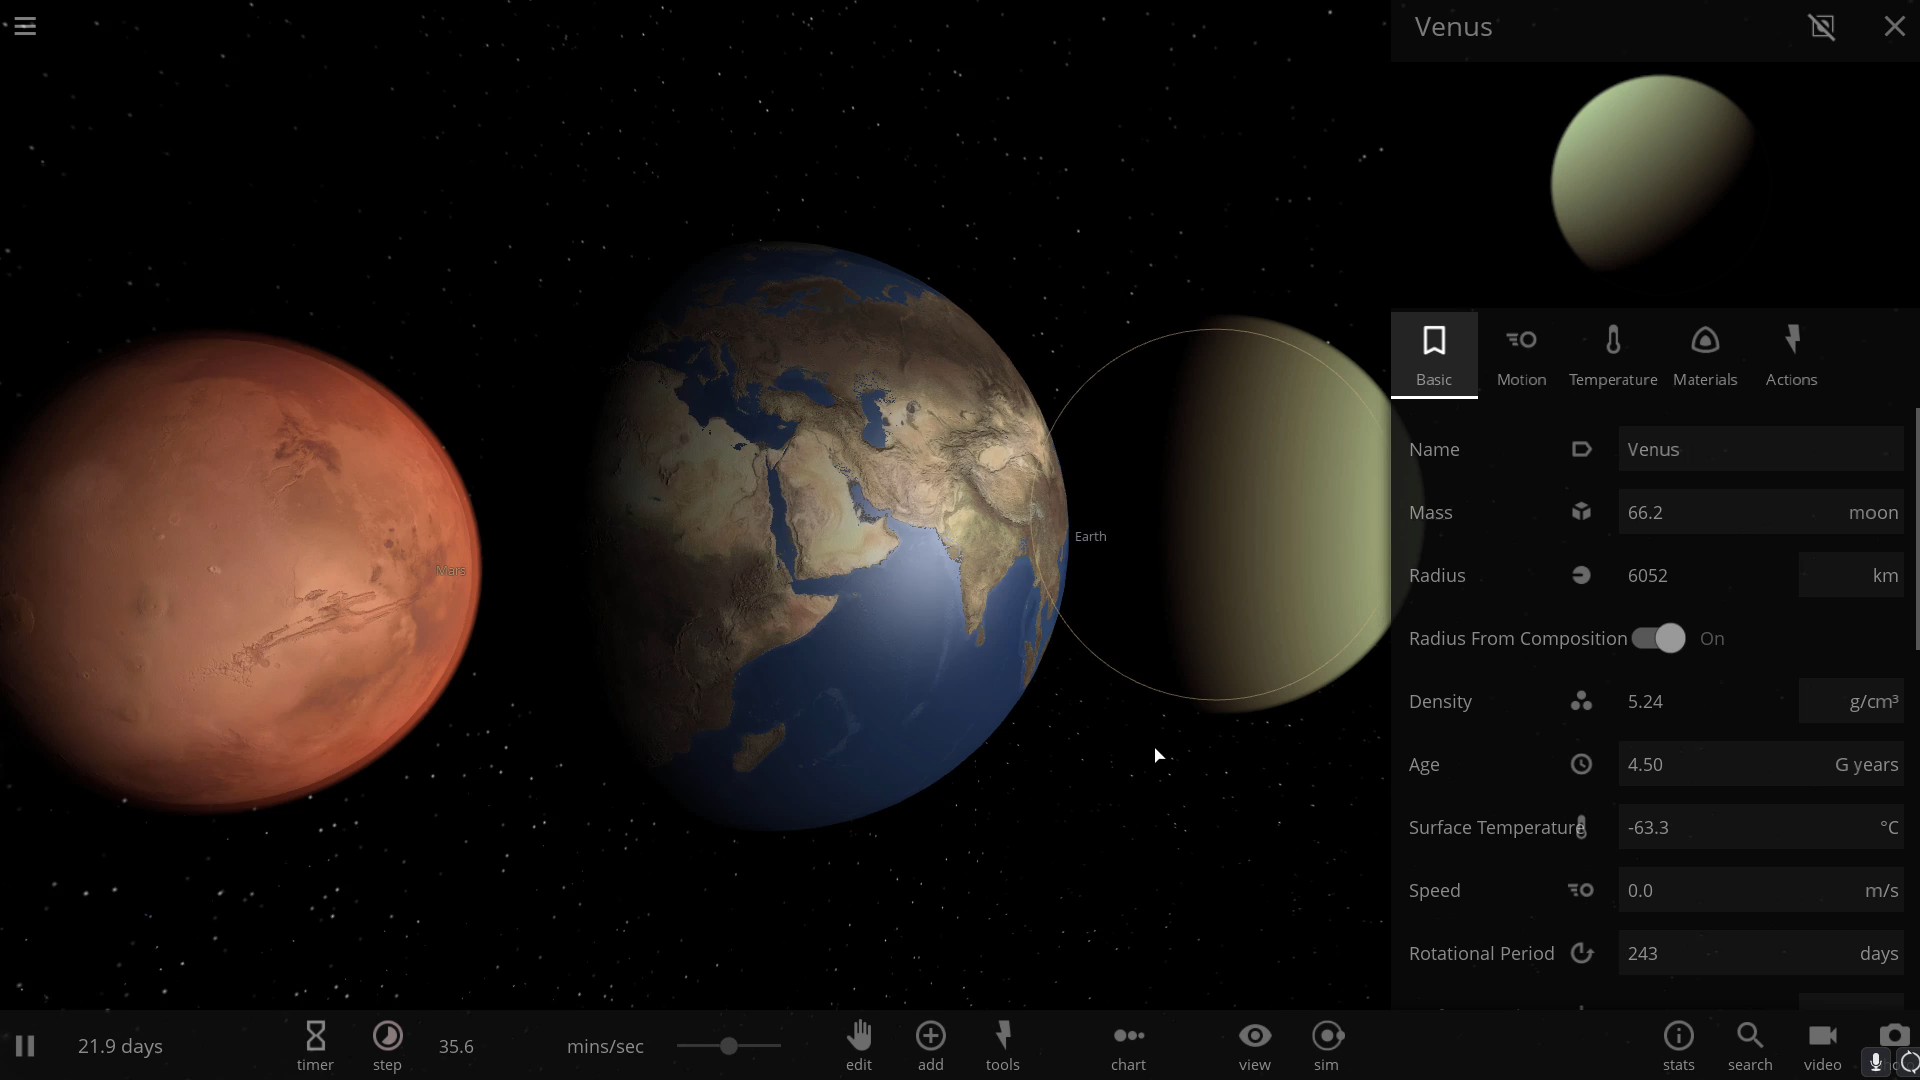 Venus
Basic
Motion
Temperature
Materials
Actions
Name
Venus
Mass
66.2
moon
Radius
6052
km
Radius From Composition
On
Density
5.24
g/cm³
Age
4.50
G years
Surface Temperature
-63.3
°C
Speed
0.0
m/s
Rotational Period
243
days
Mars
Earth
21.9 days
timer
step
35.6
mins/sec
edit
add
tools
chart
view
sim
stats
search
video